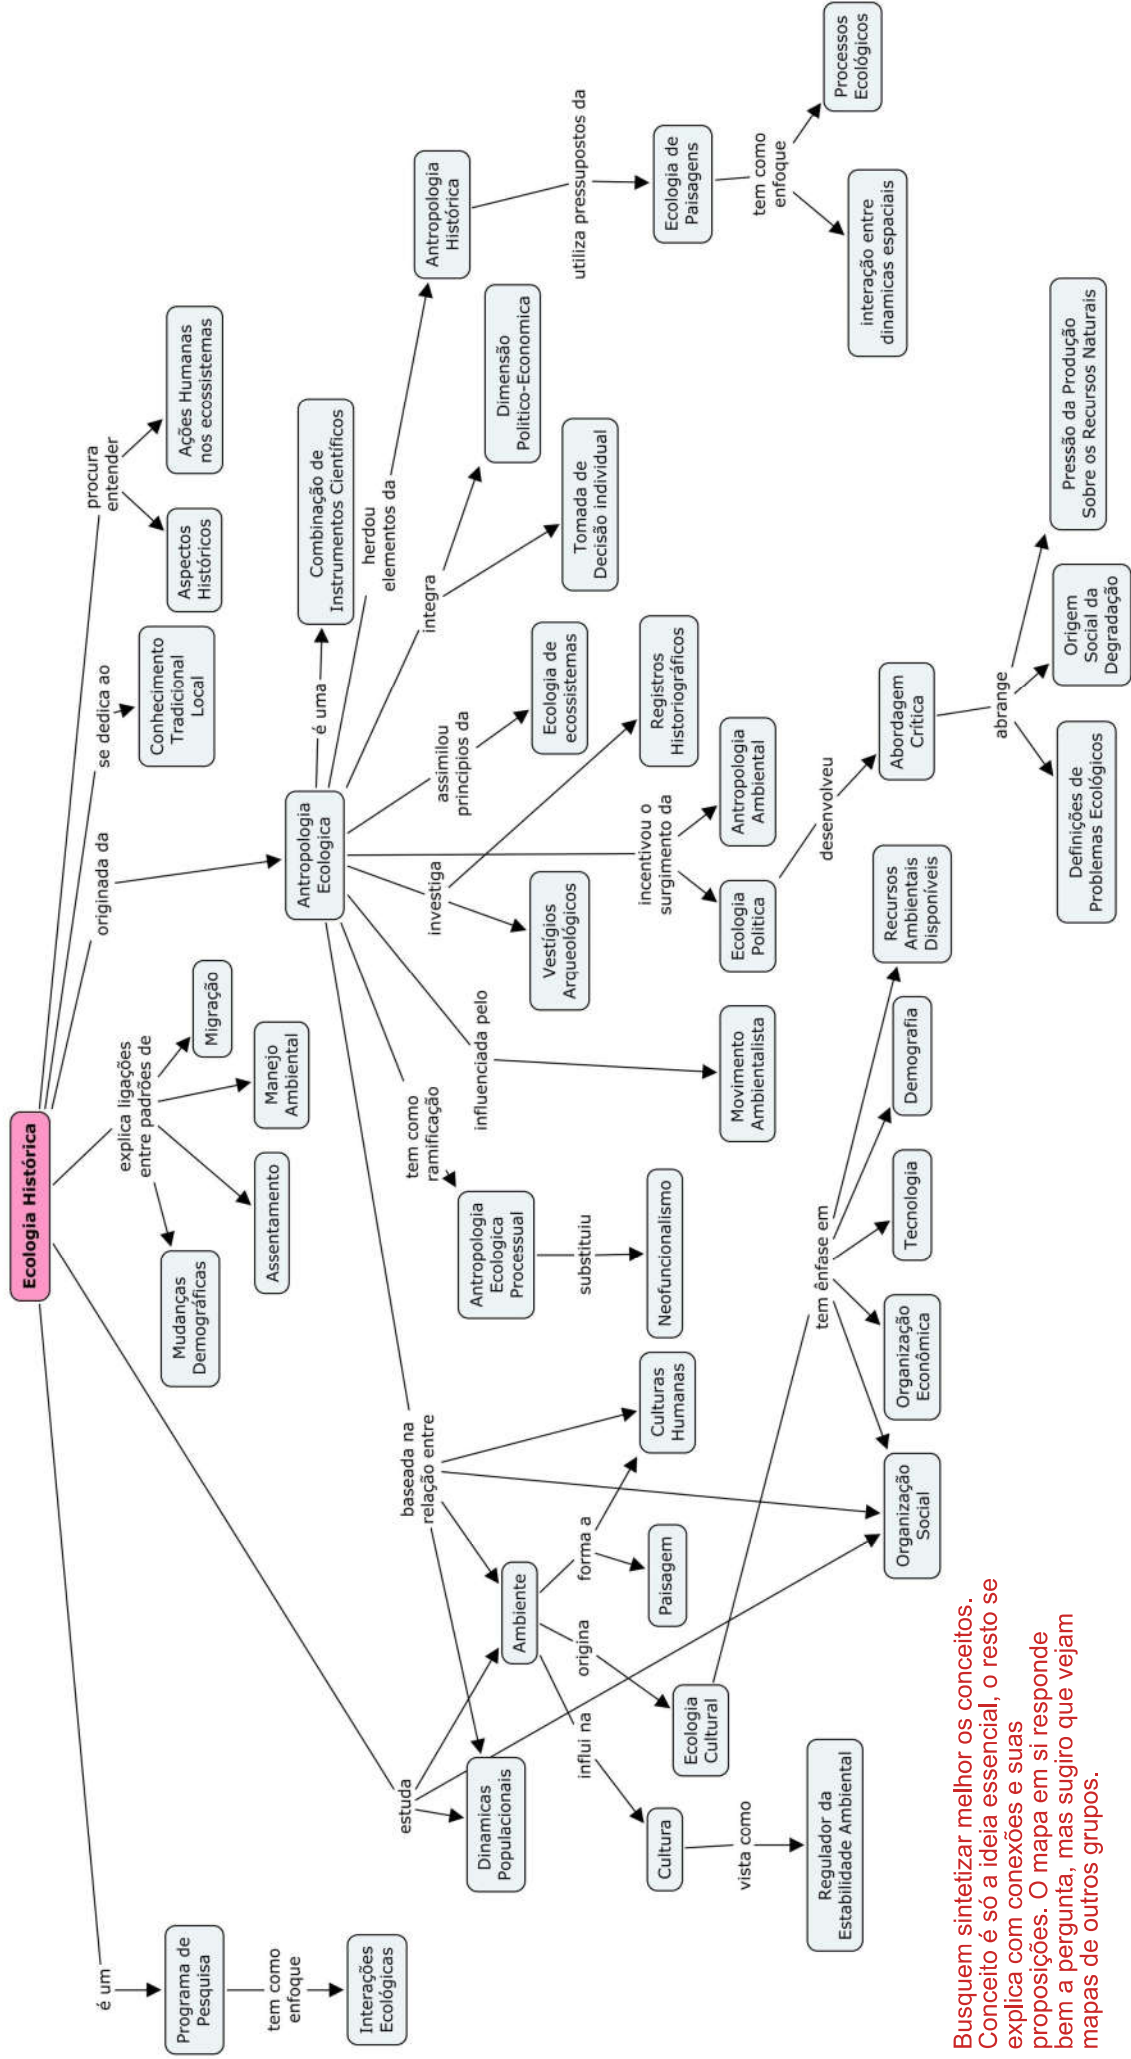 Ecologia Histórica
é um
Programa de
Pesquisa
tem como
enfoque
Interações
Ecológicas
estuda
Dinamicas
Populacionais
explica ligações
entre padrões de
Mudanças
Demográficas
Assentamento
Manejo
Ambiental
Migração
originada da
se dedica ao
Conhecimento
Tradicional
Local
procura
entender
Aspectos
Históricos
Ações Humanas
nos ecossistemas
Antropologia
Ecologica
é uma
Combinação de
Instrumentos Científicos
herdou
elementos da
Antropologia
Histórica
utiliza pressupostos da
Ecologia de
Paisagens
tem como
enfoque
interação entre
dinamicas espaciais
Processos
Ecológicos
integra
Dimensão
Politico-Economica
Tomada de
Decisão individual
assimilou
principios da
Ecologia de
ecossistemas
investiga
Vestígios
Arqueológicos
Registros
Historiográficos
incentivou o
surgimento da
Ecologia
Politica
Antropologia
Ambiental
desenvolveu
Abordagem
Crítica
abrange
Definições de
Problemas Ecológicos
Origem
Social da
Degradação
Pressão da Produção
Sobre os Recursos Naturais
influenciada pelo
Movimento
Ambientalista
tem como
ramificação
Antropologia
Ecologica
Processual
substituiu
Neofuncionalismo
baseada na
relação entre
Ambiente
Culturas
Humanas
forma a
Paisagem
origina
Ecologia
Cultural
influi na
Cultura
vista como
Regulador da
Estabilidade Ambiental
tem ênfase em
Organização
Social
Organização
Econômica
Tecnologia
Demografia
Recursos
Ambientais
Disponíveis
Busquem sintetizar melhor os conceitos.
Conceito é só a ideia essencial, o resto se
explica com conexões e suas
proposições. O mapa em si responde
bem a pergunta, mas sugiro que vejam
mapas de outros grupos.